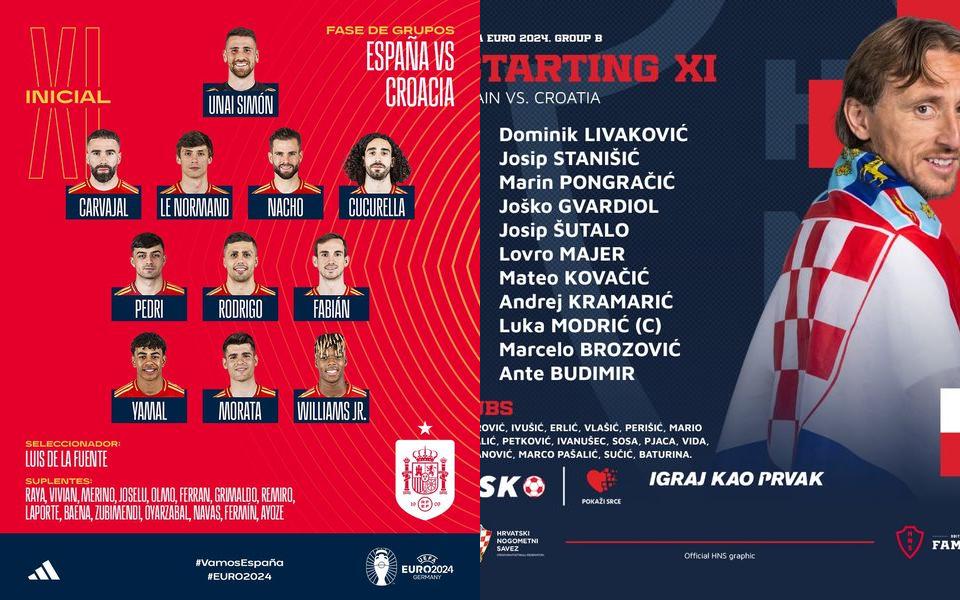 XI
INICIAL
FASE DE GRUPOS
ESPAÑA VS
CROACIA
UNAI SIMÓN
CARVAJAL
LE NORMAND
NACHO
CUCURELLA
PEDRI
RODRIGO
FABIÁN
YAMAL
MORATA
WILLIAMS JR.
SELECCIONADOR:
LUIS DE LA FUENTE
SUPLENTES:
RAYA, VIVIAN, MERINO, JOSELU, OLMO, FERRAN, GRIMALDO, REMIRO,
LAPORTE, BAENA, ZUBIMENDI, OYARZABAL, NAVAS, FERMÍN, AYOZE
#VamosEspaña
#EURO2024
UEFA
EURO2024
GERMANY
A EURO 2024. GROUP B
TARTING XI
AIN VS. CROATIA
Dominik LIVAKOVIĆ
Josip STANIŠIĆ
Marin PONGRAČIĆ
Joško GVARDIOL
Josip ŠUTALO
Lovro MAJER
Mateo KOVAČIĆ
Andrej KRAMARIĆ
Luka MODRIĆ (C)
Marcelo BROZOVIĆ
Ante BUDIMIR
UBS
ROVIĆ, IVUŠIĆ, ERLIĆ, VLAŠIĆ, PERIŠIĆ, MARIO
ALIĆ, PETKOVIĆ, IVANUŠEC, SOSA, PJACA, VIDA,
ANOVIĆ, MARCO PAŠALIĆ, SUČIĆ, BATURINA.
SK
POKAŽI SRCE
IGRAJ KAO PRVAK
HRVATSKI
NOGOMETNI
SAVEZ
Official HNS graphic
HNS
FAM